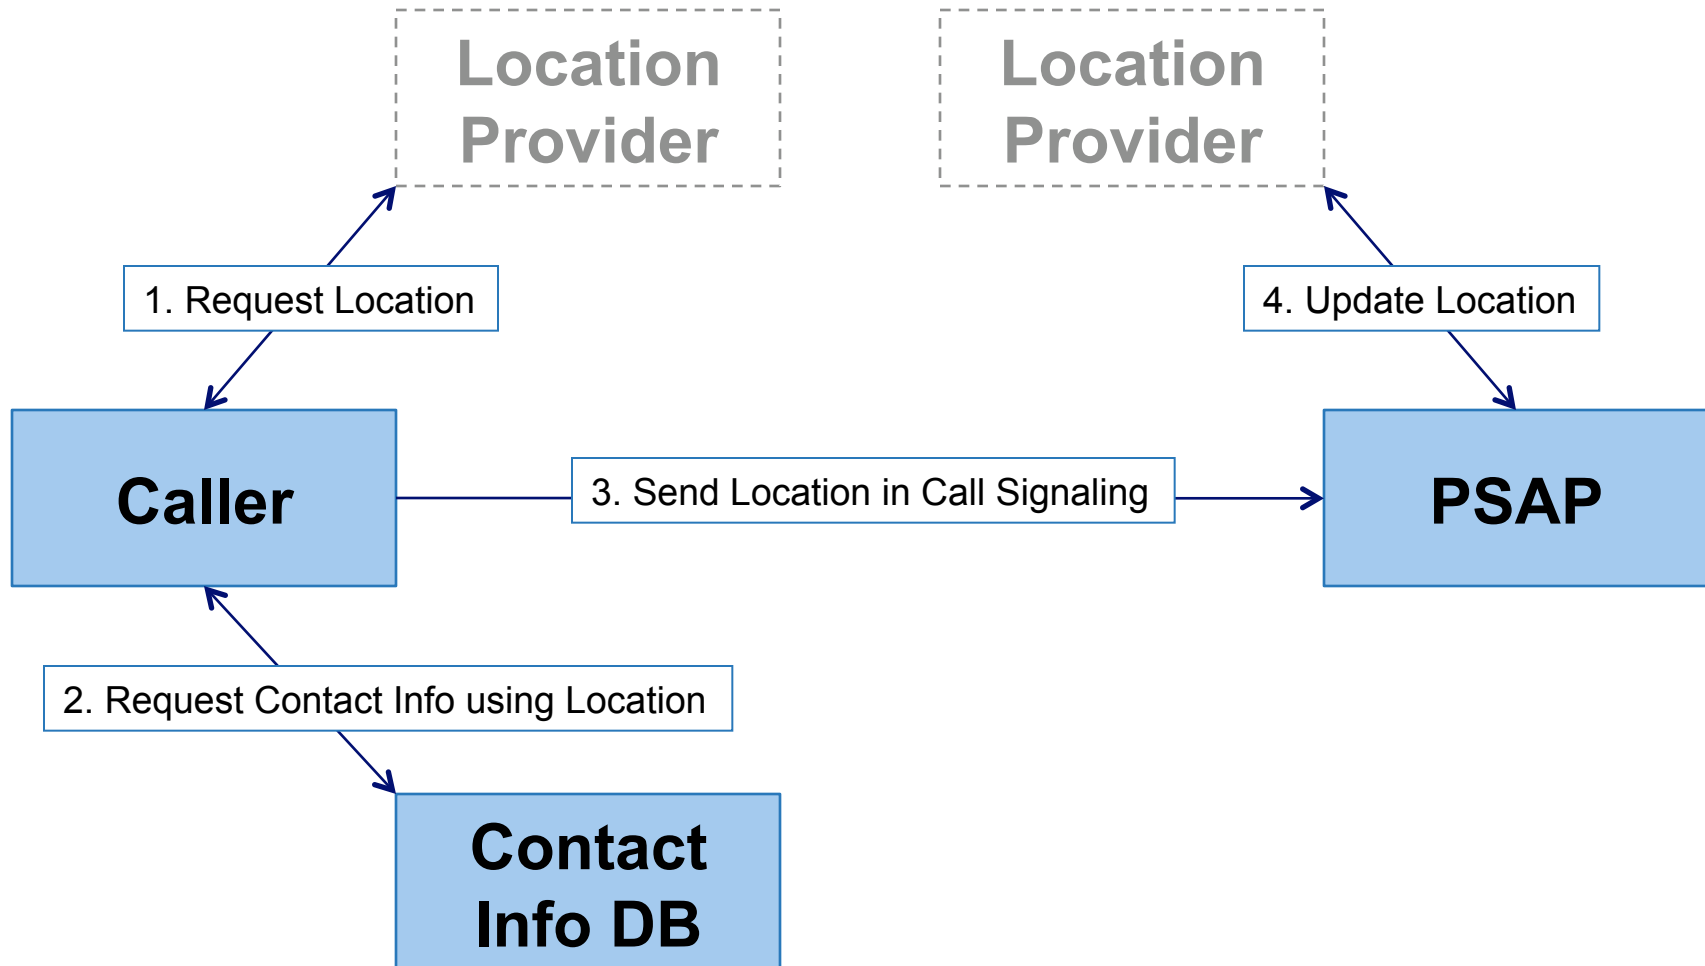 Location
Provider
Location
Provider
1. Request Location
4. Update Location
Caller
3. Send Location in Call Signaling
PSAP
2. Request Contact Info using Location
Contact
Info DB